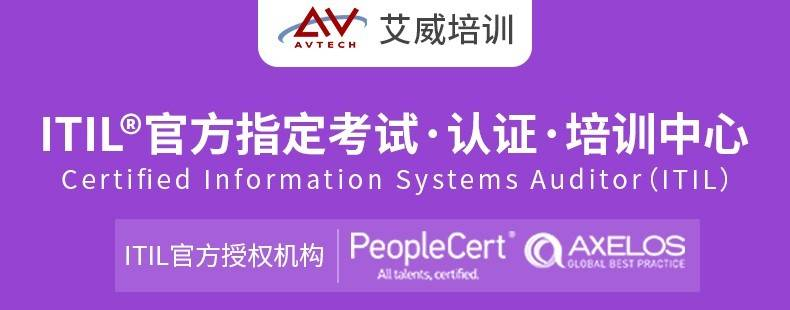 AV
AVTECH
艾威培训
ITIL®官方指定考试·认证·培训中心
Certified Information Systems Auditor(ITIL)
ITIL官方授权机构
PeopleCert®
All talents, certified.
AXELOS
GLOBAL BEST PRACTICE